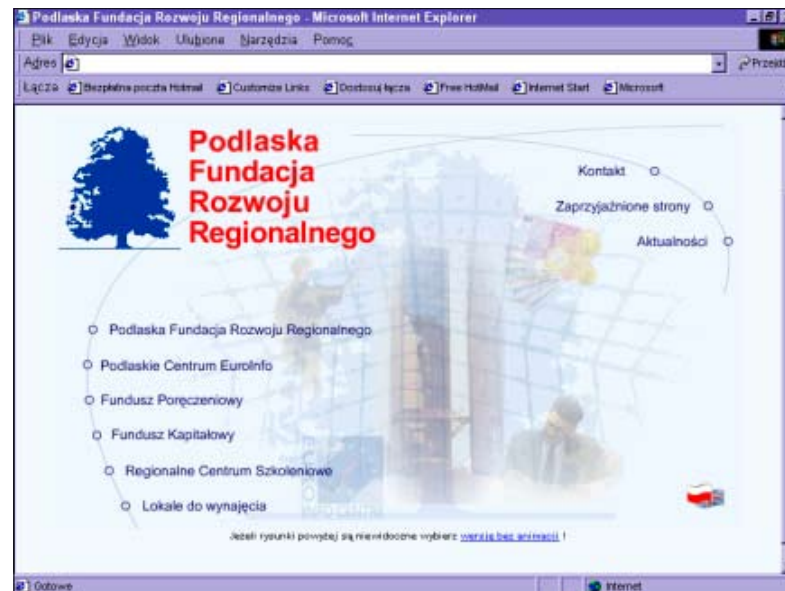 Podlaska Fundacja Rozwoju Regionalnego - Microsoft Internet Explorer
Plik Edycja Widok Ulubione Narzędzia Pomoc
Adres
Przejdź
Łącza Bezpłatna poczta Hotmail Customize Links Dostosuj łącza Free HotMail Internet Start Microsoft
Podlaska
Fundacja
Rozwoju
Regionalnego
Kontakt
Zaprzyjaźnione strony
Aktualności
Podlaska Fundacja Rozwoju Regionalnego
Podlaskie Centrum EuroInfo
Fundusz Poręczeniowy
Fundusz Kapitałowy
Regionalne Centrum Szkoleniowe
Lokale do wynajęcia
Jeżeli rysunki powyżej są niewidoczne wybierz wersję bez animacji !
Gotowe
Internet